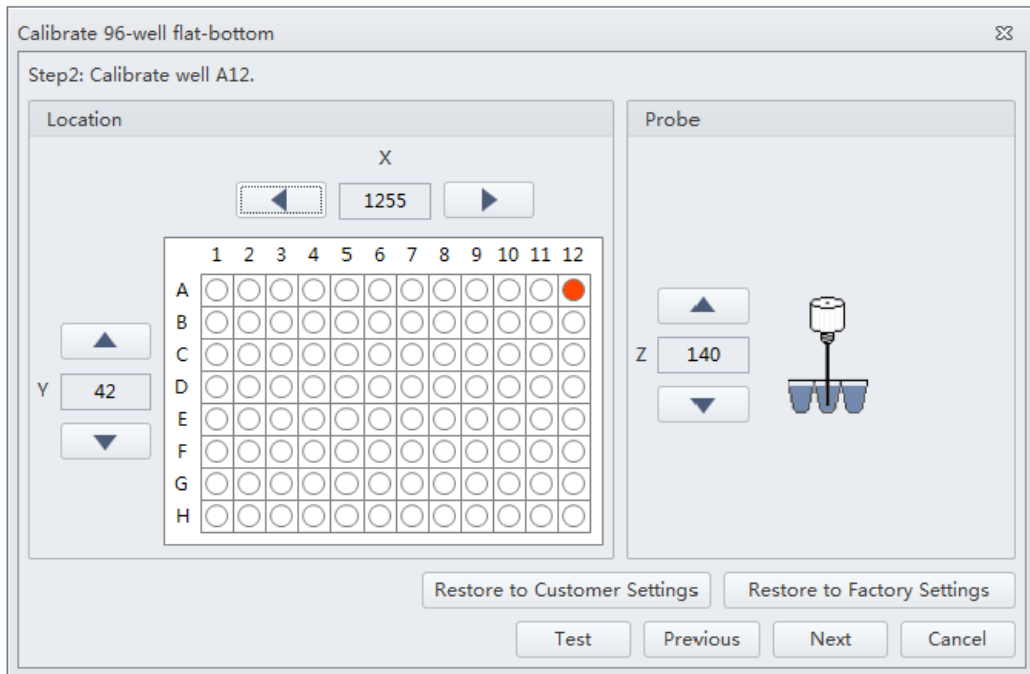 Calibrate 96-well flat-bottom
Step2: Calibrate well A12.
Location
X
1255
1 2 3 4 5 6 7 8 9 10 11 12
A
B
C
D
E
F
G
H
Y 42
Probe
Z 140
Restore to Customer Settings Restore to Factory Settings
Test Previous Next Cancel